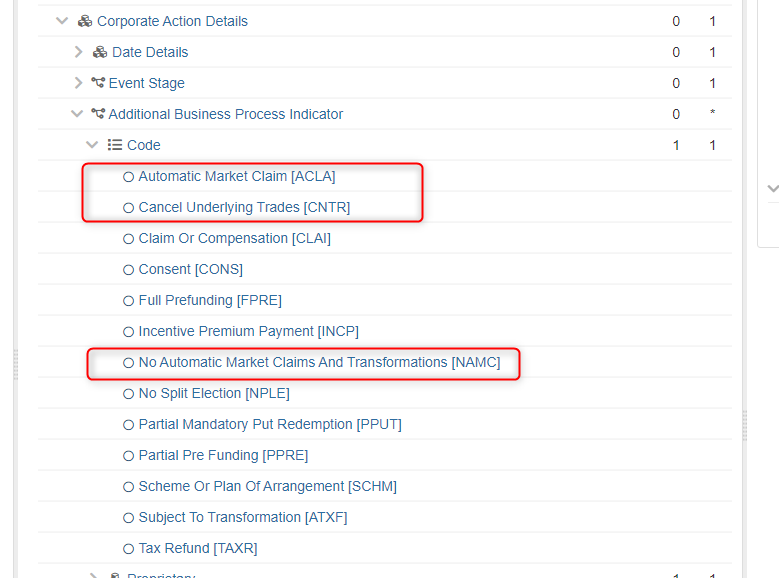 Corporate Action Details 0 1
Date Details 0 1
Event Stage 0 1
Additional Business Process Indicator 0 *
Code 1 1
Automatic Market Claim [ACLA]
Cancel Underlying Trades [CNTR]
Claim Or Compensation [CLAI]
Consent [CONS]
Full Prefunding [FPRE]
Incentive Premium Payment [INCP]
No Automatic Market Claims And Transformations [NAMC]
No Split Election [NPLE]
Partial Mandatory Put Redemption [PPUT]
Partial Pre Funding [PPRE]
Scheme Or Plan Of Arrangement [SCHM]
Subject To Transformation [ATXF]
Tax Refund [TAXR]
Proprietary 1 1